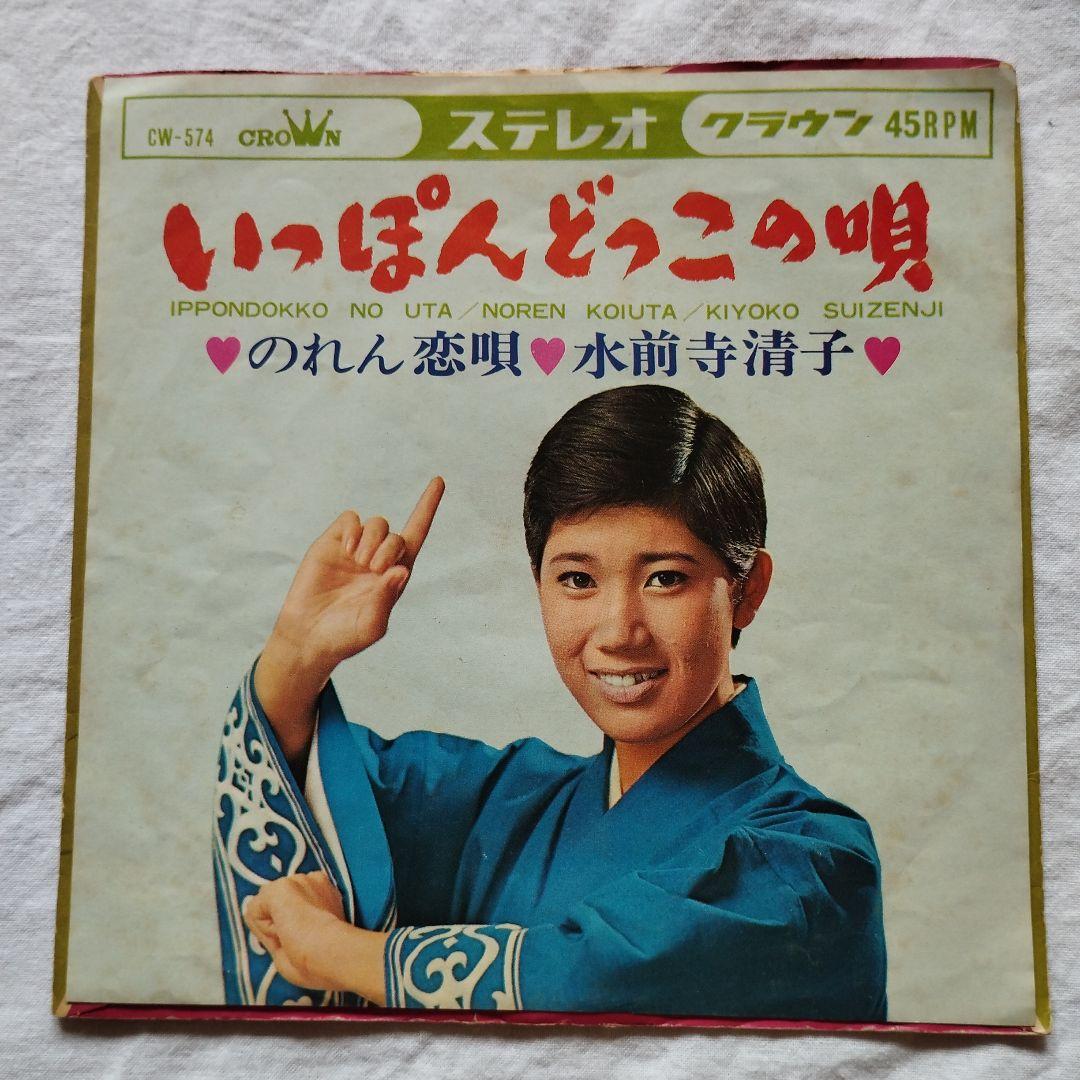 CW-574 CROWN ステレオ クラウン 45RPM
いっぽんどっこの唄
IPPONDOKKO NO UTA/NOREN KOIUTA/KIYOKO SUIZENJI
♥のれん恋唄♥水前寺清子♥